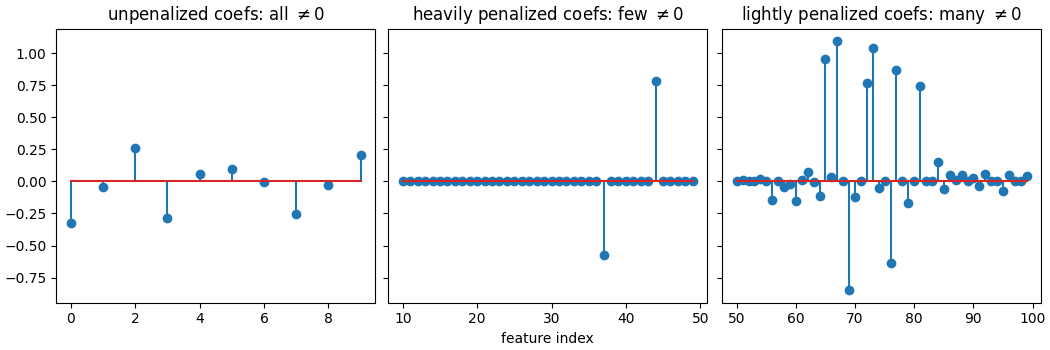 unpenalized coefs: all ≠0
heavily penalized coefs: few ≠0
lightly penalized coefs: many ≠0
1.00
0.75
0.50
0.25
0.00
−0.25
−0.50
−0.75
0 2 4 6 8
10 20 30 40 50
50 60 70 80 90 100
feature index